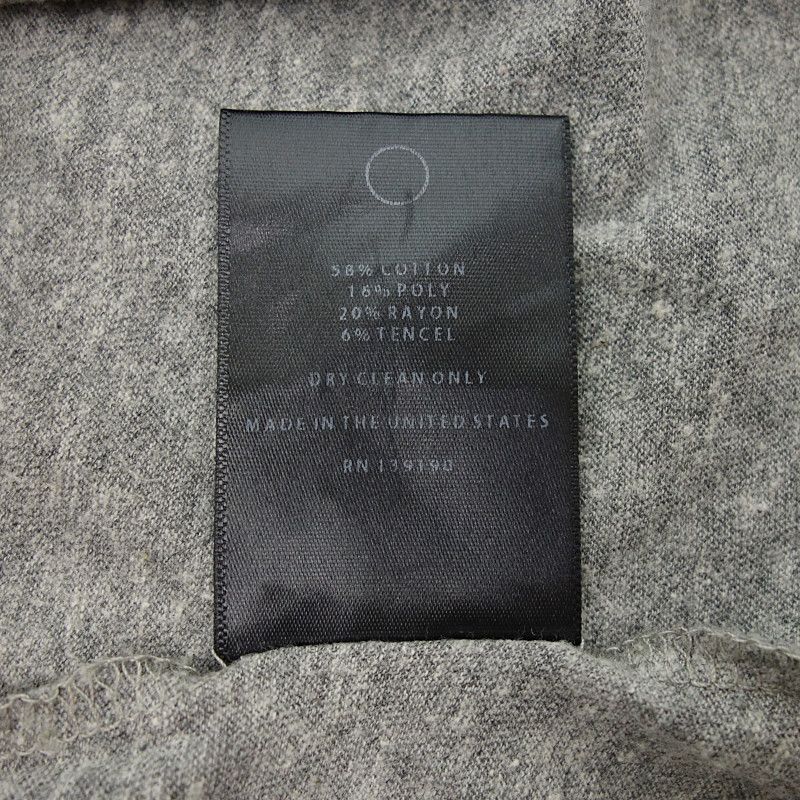 58% COTTON
16% POLY
20% RAYON
6% TENCEL
DRY CLEAN ONLY
MADE IN THE UNITED STATES
RN 139190